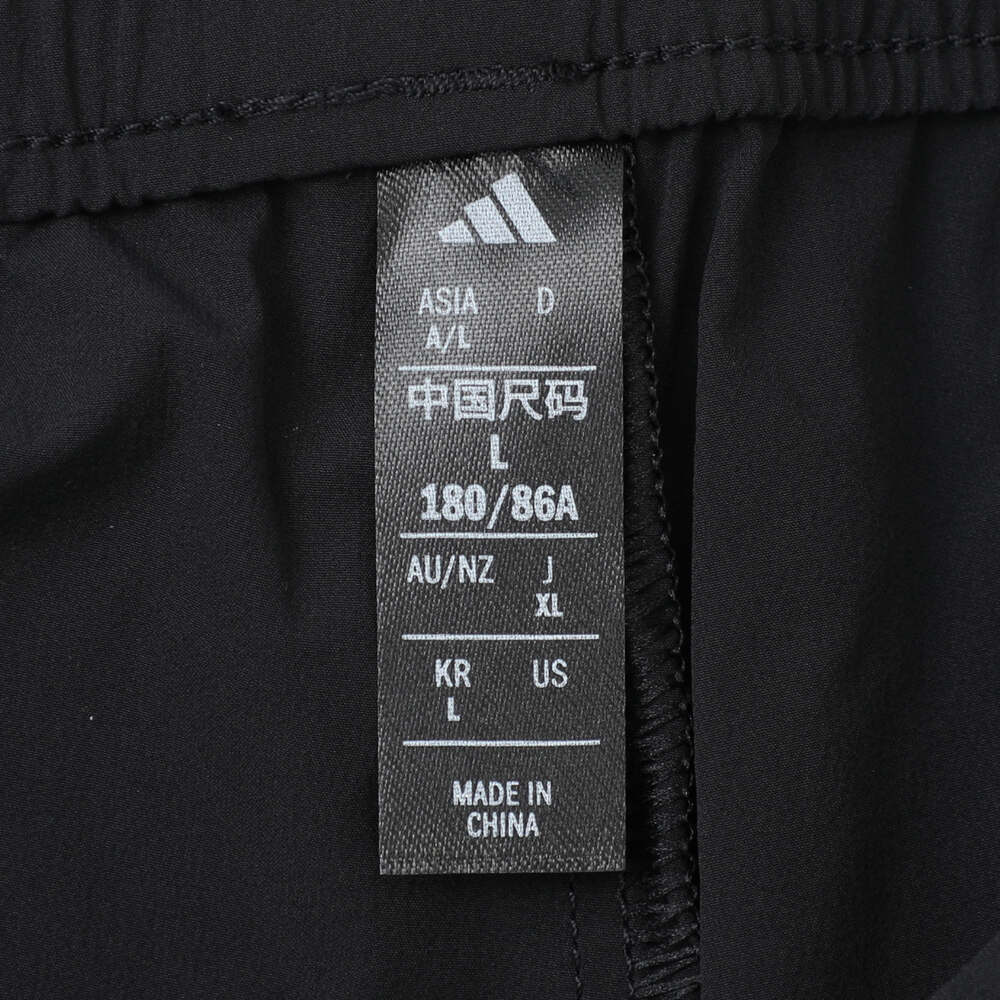 ASIA D
A/L
中国尺码
L
180/86A
AU/NZ J
XL
KR US
L
MADE IN
CHINA